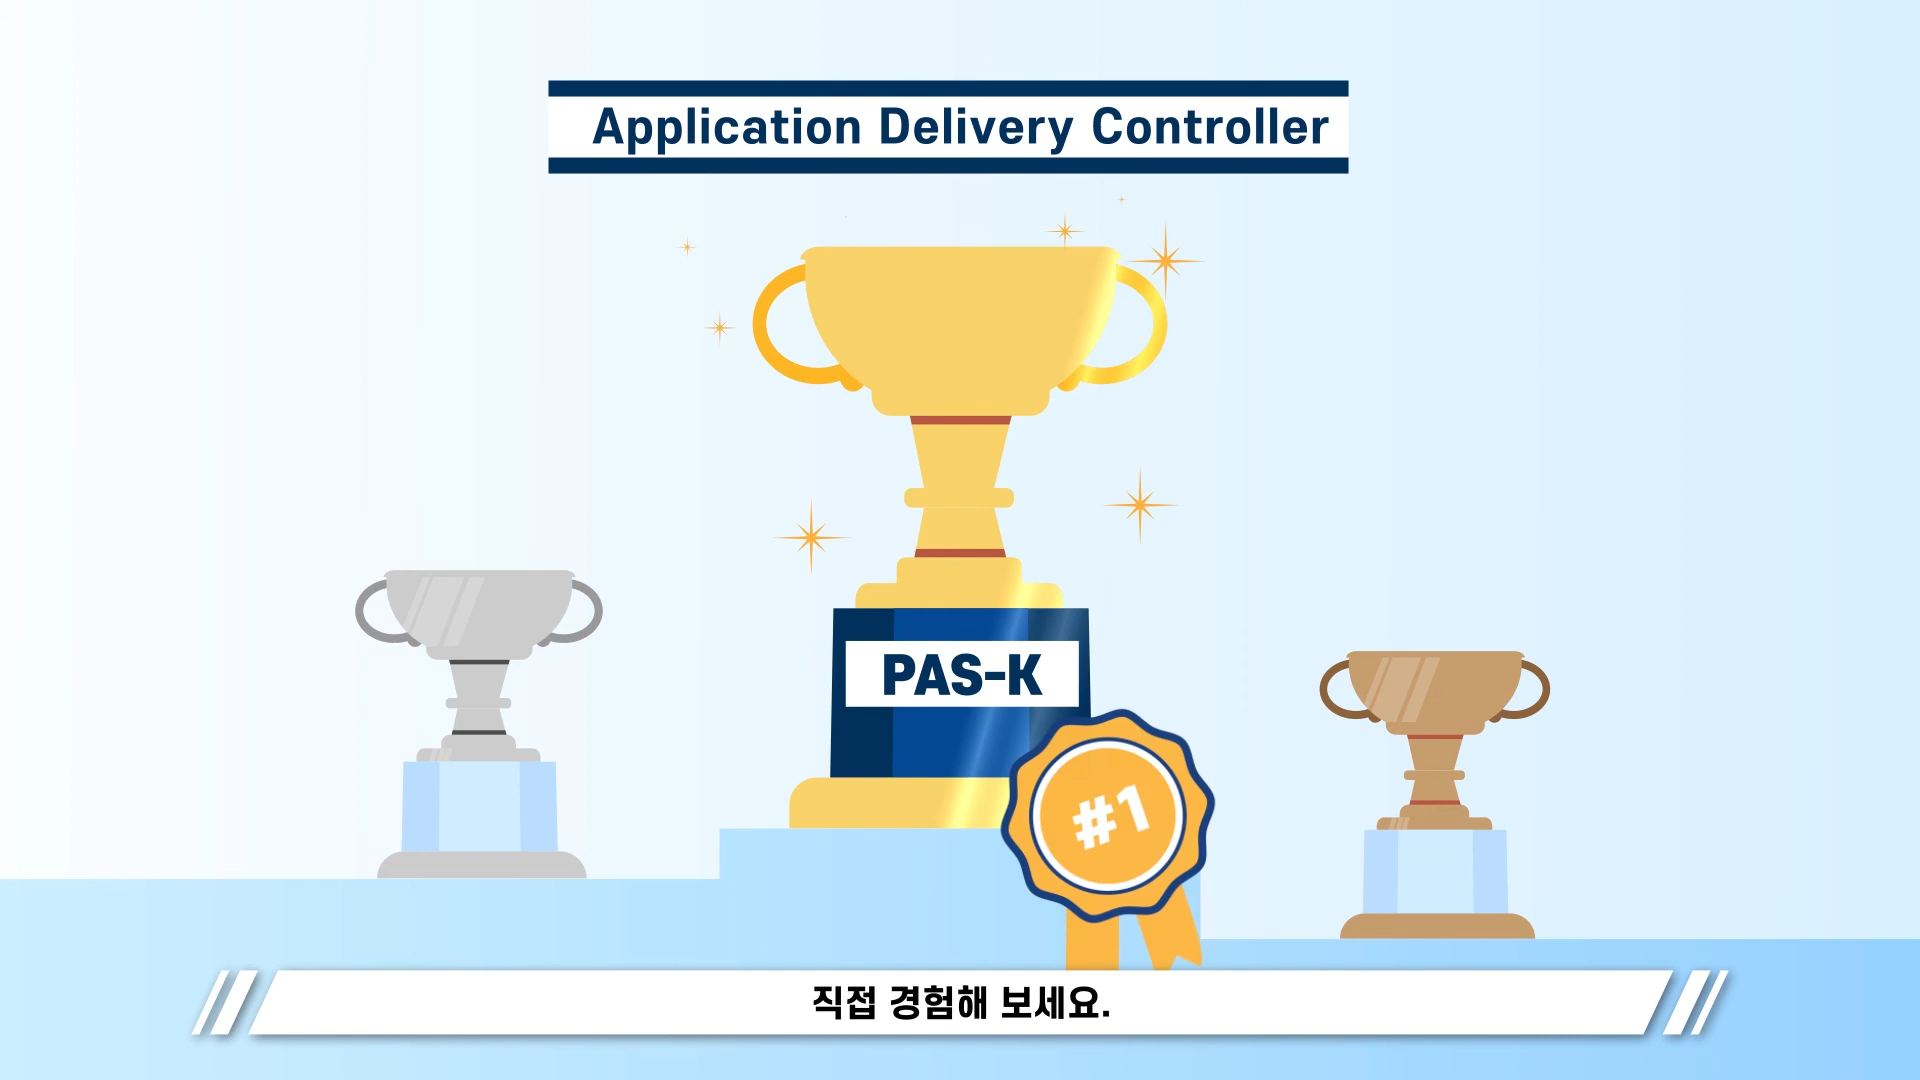 Application Delivery Controller
PAS-K
#1
직접 경험해 보세요.